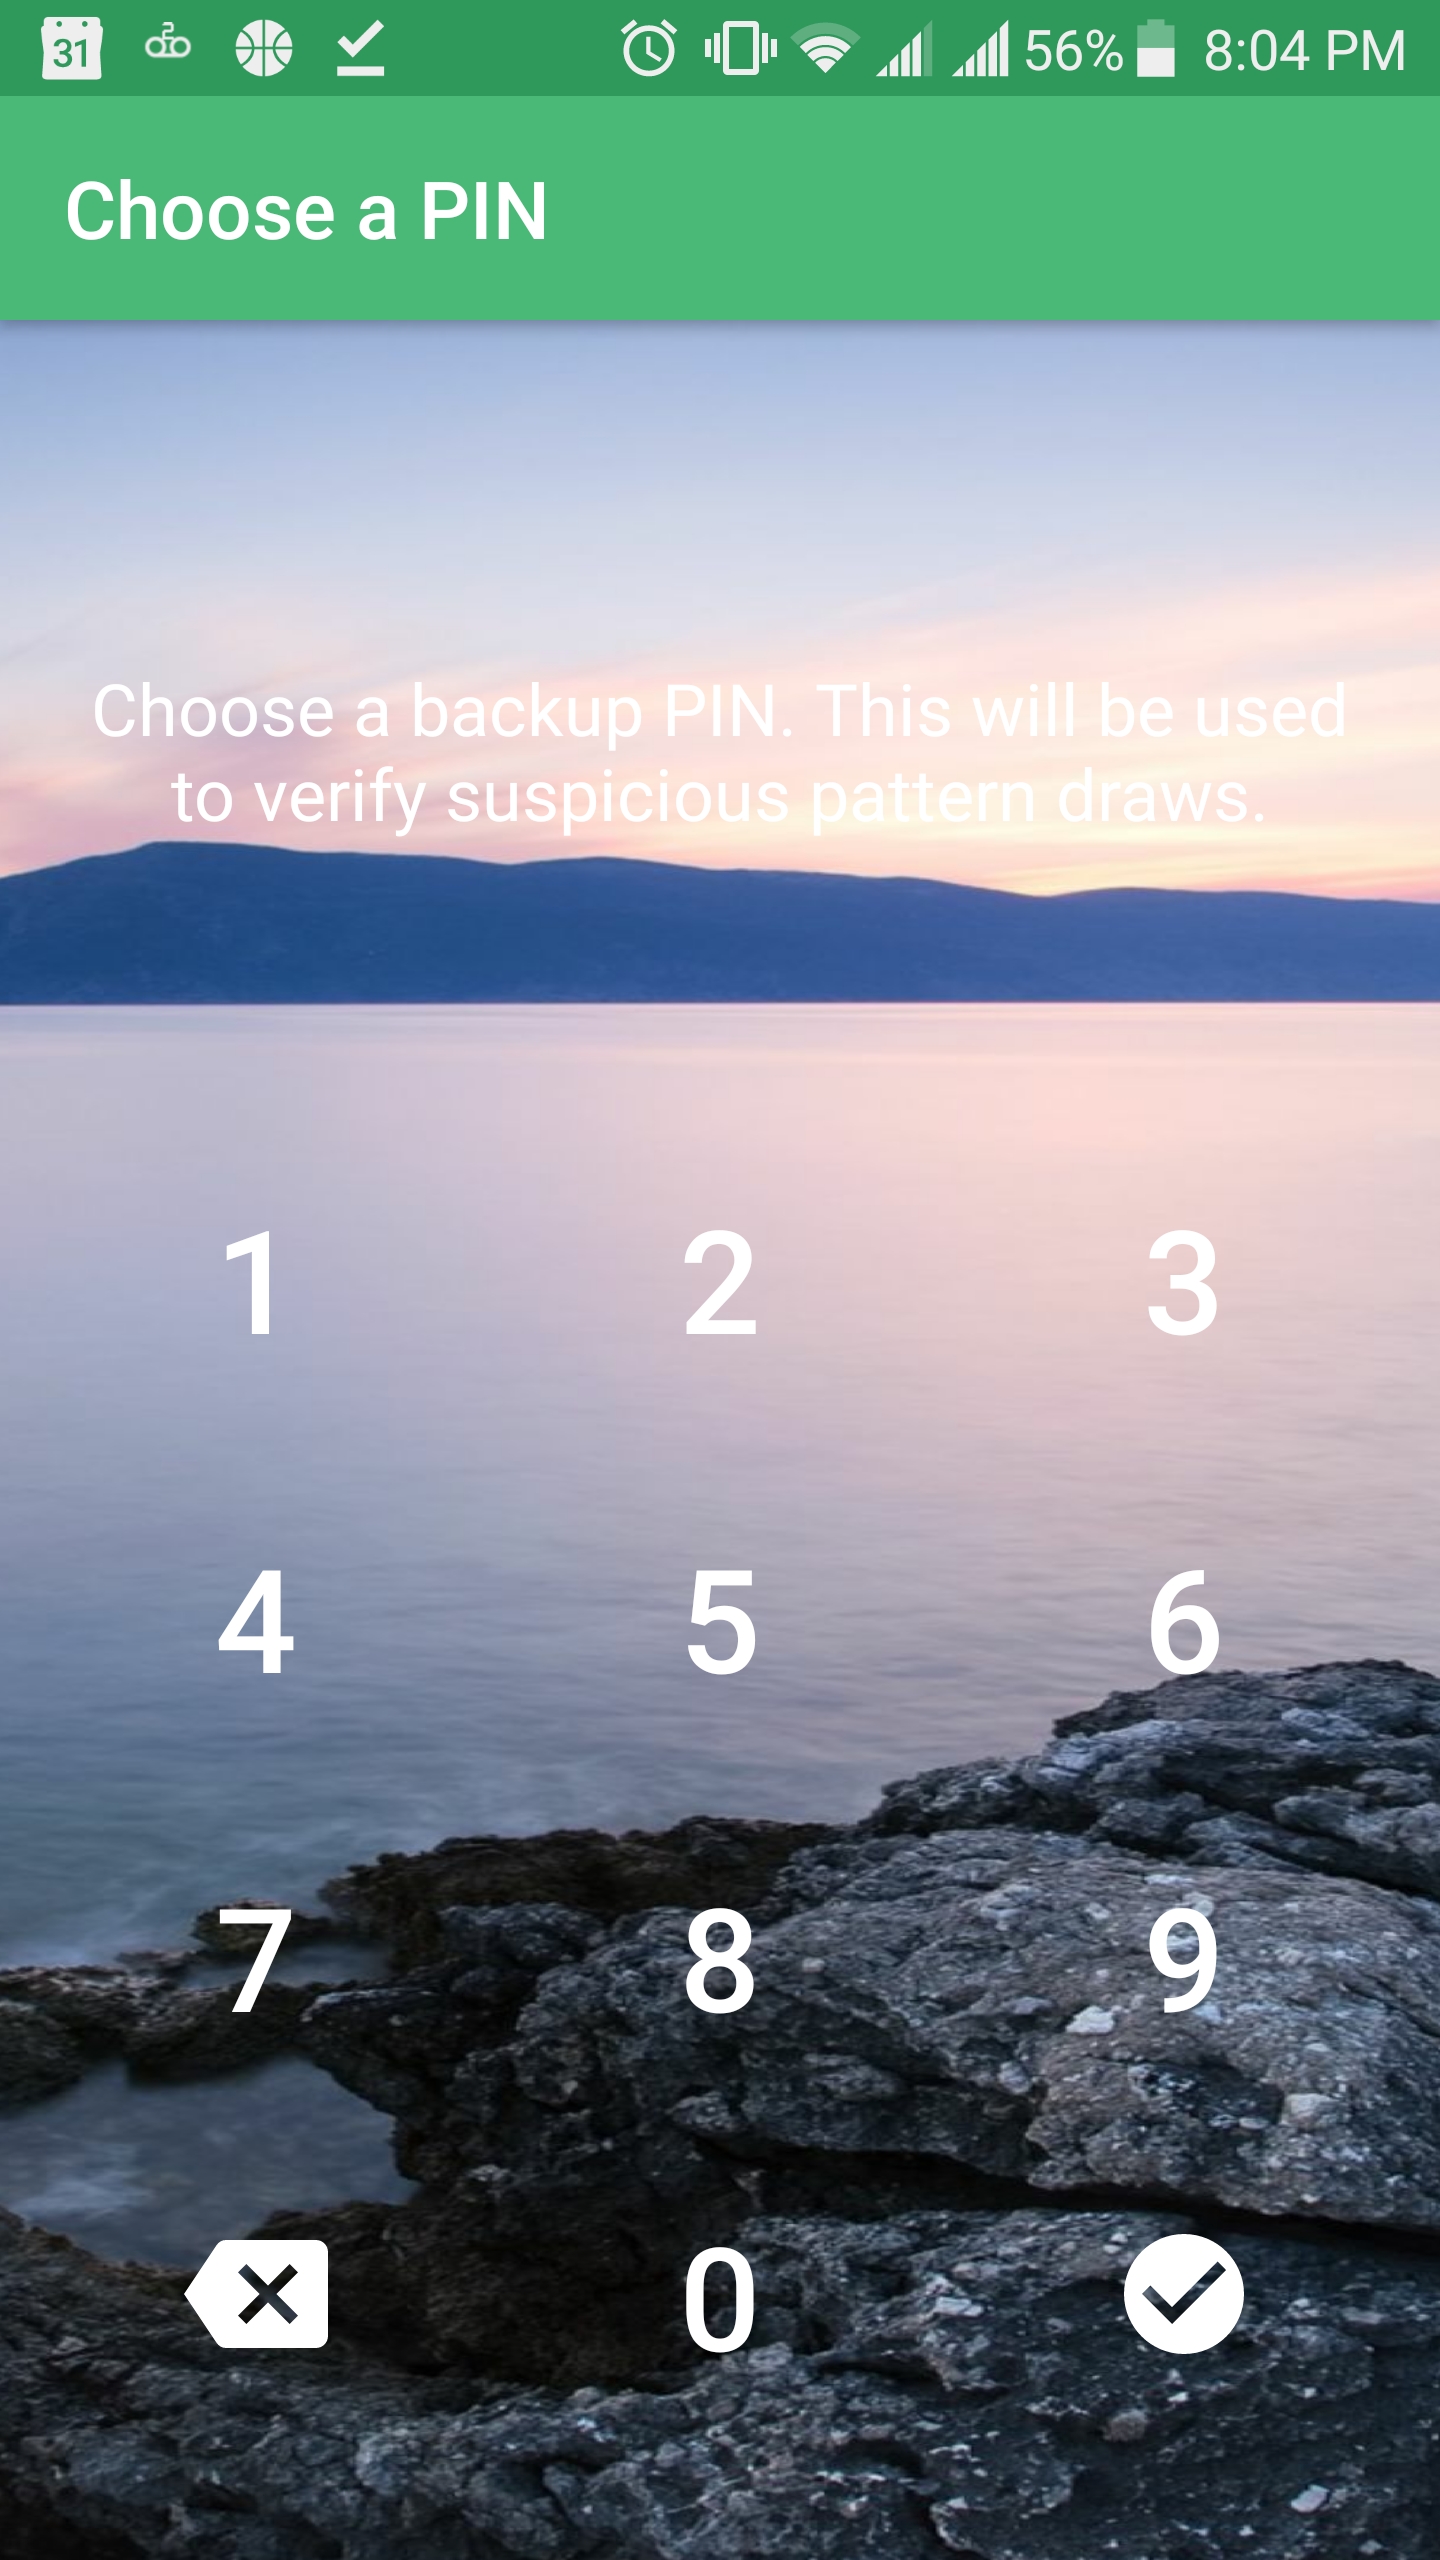 31 56% 8:04 PM
Choose a PIN
Choose a backup PIN. This will be used
to verify suspicious pattern draws.
1 2 3
4 5 6
7 8 9
0